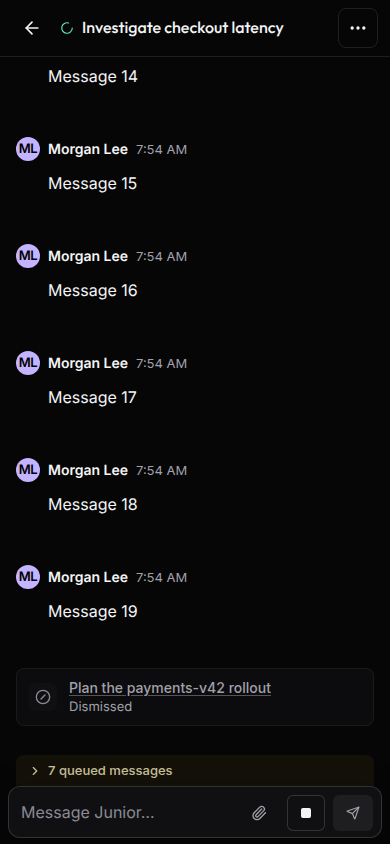 Investigate checkout latency
Message 14
ML Morgan Lee 7:54 AM
Message 15
ML Morgan Lee 7:54 AM
Message 16
ML Morgan Lee 7:54 AM
Message 17
ML Morgan Lee 7:54 AM
Message 18
ML Morgan Lee 7:54 AM
Message 19
Plan the payments-v42 rollout
Dismissed
7 queued messages
Message Junior...